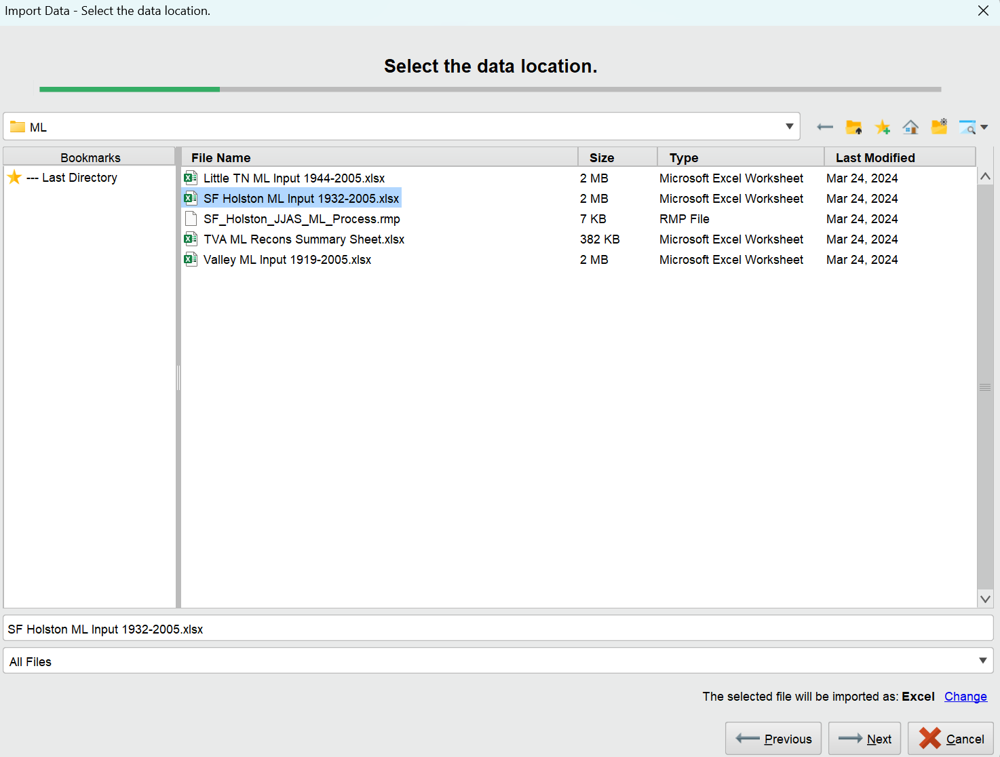 Import Data - Select the data location.
Select the data location.
ML
Bookmarks
--- Last Directory
File Name Size Type Last Modified
Little TN ML Input 1944-2005.xlsx 2 MB Microsoft Excel Worksheet Mar 24, 2024
SF Holston ML Input 1932-2005.xlsx 2 MB Microsoft Excel Worksheet Mar 24, 2024
SF_Holston_JJAS_ML_Process.rmp 7 KB RMP File Mar 24, 2024
TVA ML Recons Summary Sheet.xlsx 382 KB Microsoft Excel Worksheet Mar 24, 2024
Valley ML Input 1919-2005.xlsx 2 MB Microsoft Excel Worksheet Mar 24, 2024
SF Holston ML Input 1932-2005.xlsx
All Files
The selected file will be imported as: Excel Change
Previous Next Cancel